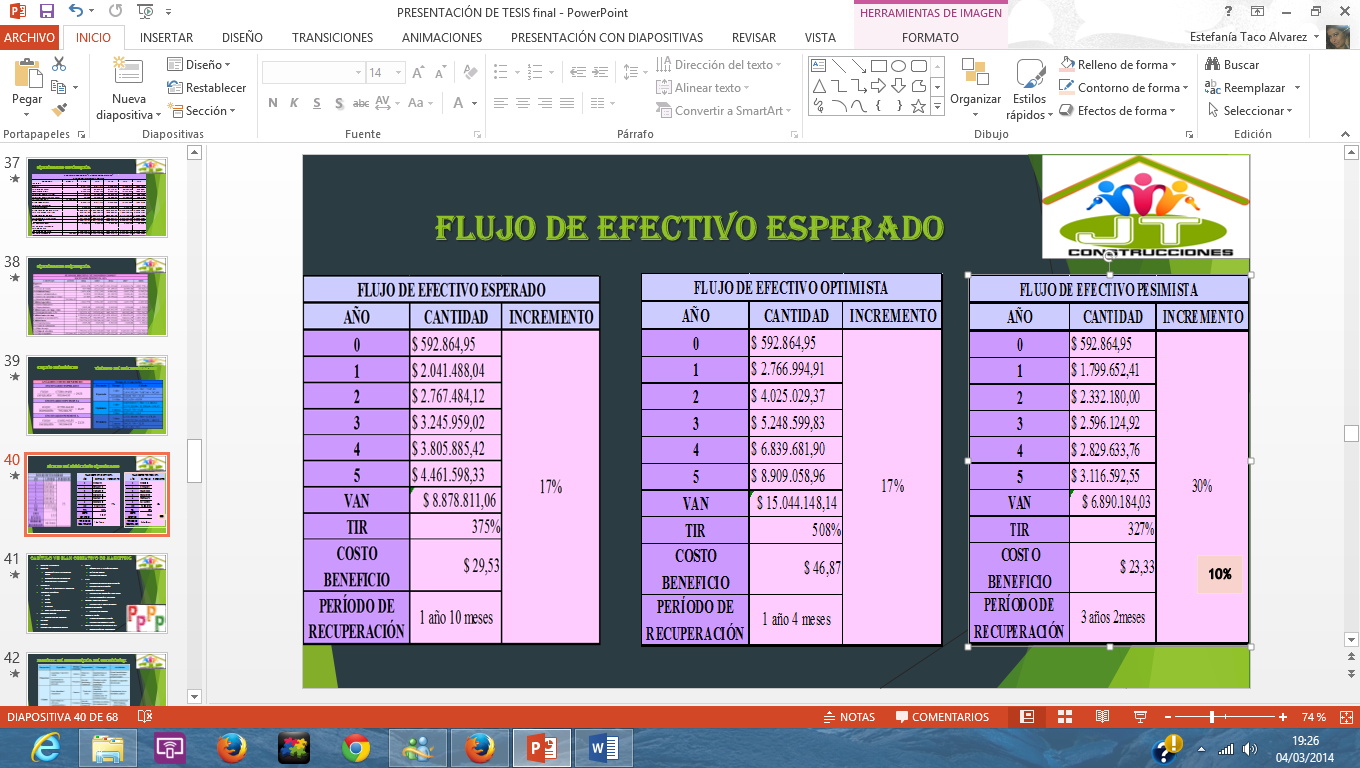 PRESENTACIÓN DE TESIS final - PowerPoint
HERRAMIENTAS DE IMAGEN
ARCHIVO INICIO INSERTAR DISEÑO TRANSICIONES ANIMACIONES PRESENTACIÓN CON DIAPOSITIVAS REVISAR VISTA FORMATO
Estefanía Taco Alvarez
Pegar
Portapapeles
Nueva diapositiva
Diseño
Restablecer
Sección
Diapositivas
14
N K S S abc AV Aa A
Fuente
Dirección del texto
Alinear texto
Convertir a SmartArt
Párrafo
Organizar
Estilos rápidos
Relleno de forma
Contorno de forma
Efectos de forma
Dibujo
Buscar
Reemplazar
Seleccionar
Edición
37
38
39
40
41
42
FLUJO DE EFECTIVO ESPERADO
JT
CONSTRUCCIONES
FLUJO DE EFECTIVO ESPERADO
AÑO CANTIDAD INCREMENTO
0 $ 592.864,95
1 $ 2.041.488,04
2 $ 2.767.484,12
3 $ 3.245.959,02
4 $ 3.805.885,42
5 $ 4.461.598,33
17%
VAN $ 8.878.811,06
TIR 375%
COSTO BENEFICIO $ 29,53
PERÍODO DE RECUPERACIÓN 1 año 10 meses
FLUJO DE EFECTIVO OPTIMISTA
AÑO CANTIDAD INCREMENTO
0 $ 592.864,95
1 $ 2.766.994,91
2 $ 4.025.029,37
3 $ 5.248.599,83
4 $ 6.839.681,90
5 $ 8.909.058,96
17%
VAN $ 15.044.148,14
TIR 508%
COSTO BENEFICIO $ 46,87
PERÍODO DE RECUPERACIÓN 1 año 4 meses
FLUJO DE EFECTIVO PESIMISTA
AÑO CANTIDAD INCREMENTO
0 $ 592.864,95
1 $ 1.799.652,41
2 $ 2.332.180,00
3 $ 2.596.124,92
4 $ 2.829.633,76
5 $ 3.116.592,55
30%
VAN $ 6.890.184,03
TIR 327%
COSTO BENEFICIO $ 23,33
10%
PERÍODO DE RECUPERACIÓN 3 años 2meses
DIAPOSITIVA 40 DE 68
NOTAS
COMENTARIOS
74 %
19:26
04/03/2014